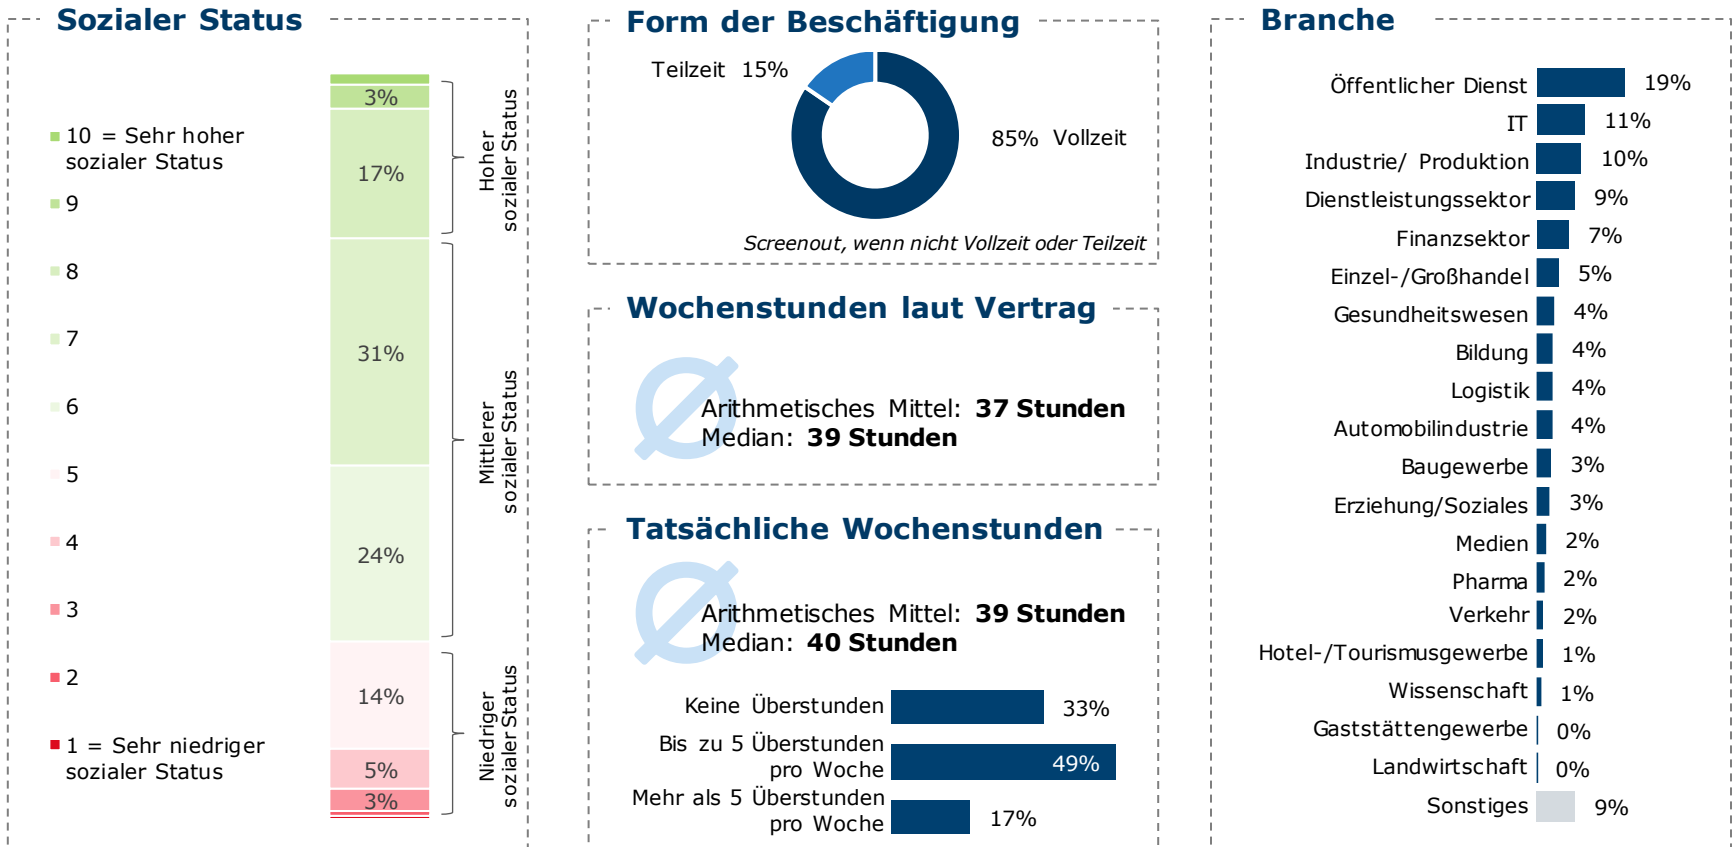 Sozialer Status
10 = Sehr hoher
sozialer Status
9
8
7
6
5
4
3
2
1 = Sehr niedriger
sozialer Status
3%
17%
31%
24%
14%
5%
3%
Hoher
sozialer Status
Mittlerer
sozialer Status
Niedriger
sozialer Status
Form der Beschäftigung
Teilzeit 15%
85% Vollzeit
Screenout, wenn nicht Vollzeit oder Teilzeit
Wochenstunden laut Vertrag
Arithmetisches Mittel: 37 Stunden
Median: 39 Stunden
Tatsächliche Wochenstunden
Arithmetisches Mittel: 39 Stunden
Median: 40 Stunden
Keine Überstunden 33%
Bis zu 5 Überstunden
pro Woche 49%
Mehr als 5 Überstunden
pro Woche 17%
Branche
Öffentlicher Dienst 19%
IT 11%
Industrie/ Produktion 10%
Dienstleistungssektor 9%
Finanzsektor 7%
Einzel-/Großhandel 5%
Gesundheitswesen 4%
Bildung 4%
Logistik 4%
Automobilindustrie 4%
Baugewerbe 3%
Erziehung/Soziales 3%
Medien 2%
Pharma 2%
Verkehr 2%
Hotel-/Tourismusgewerbe 1%
Wissenschaft 1%
Gaststättengewerbe 0%
Landwirtschaft 0%
Sonstiges 9%